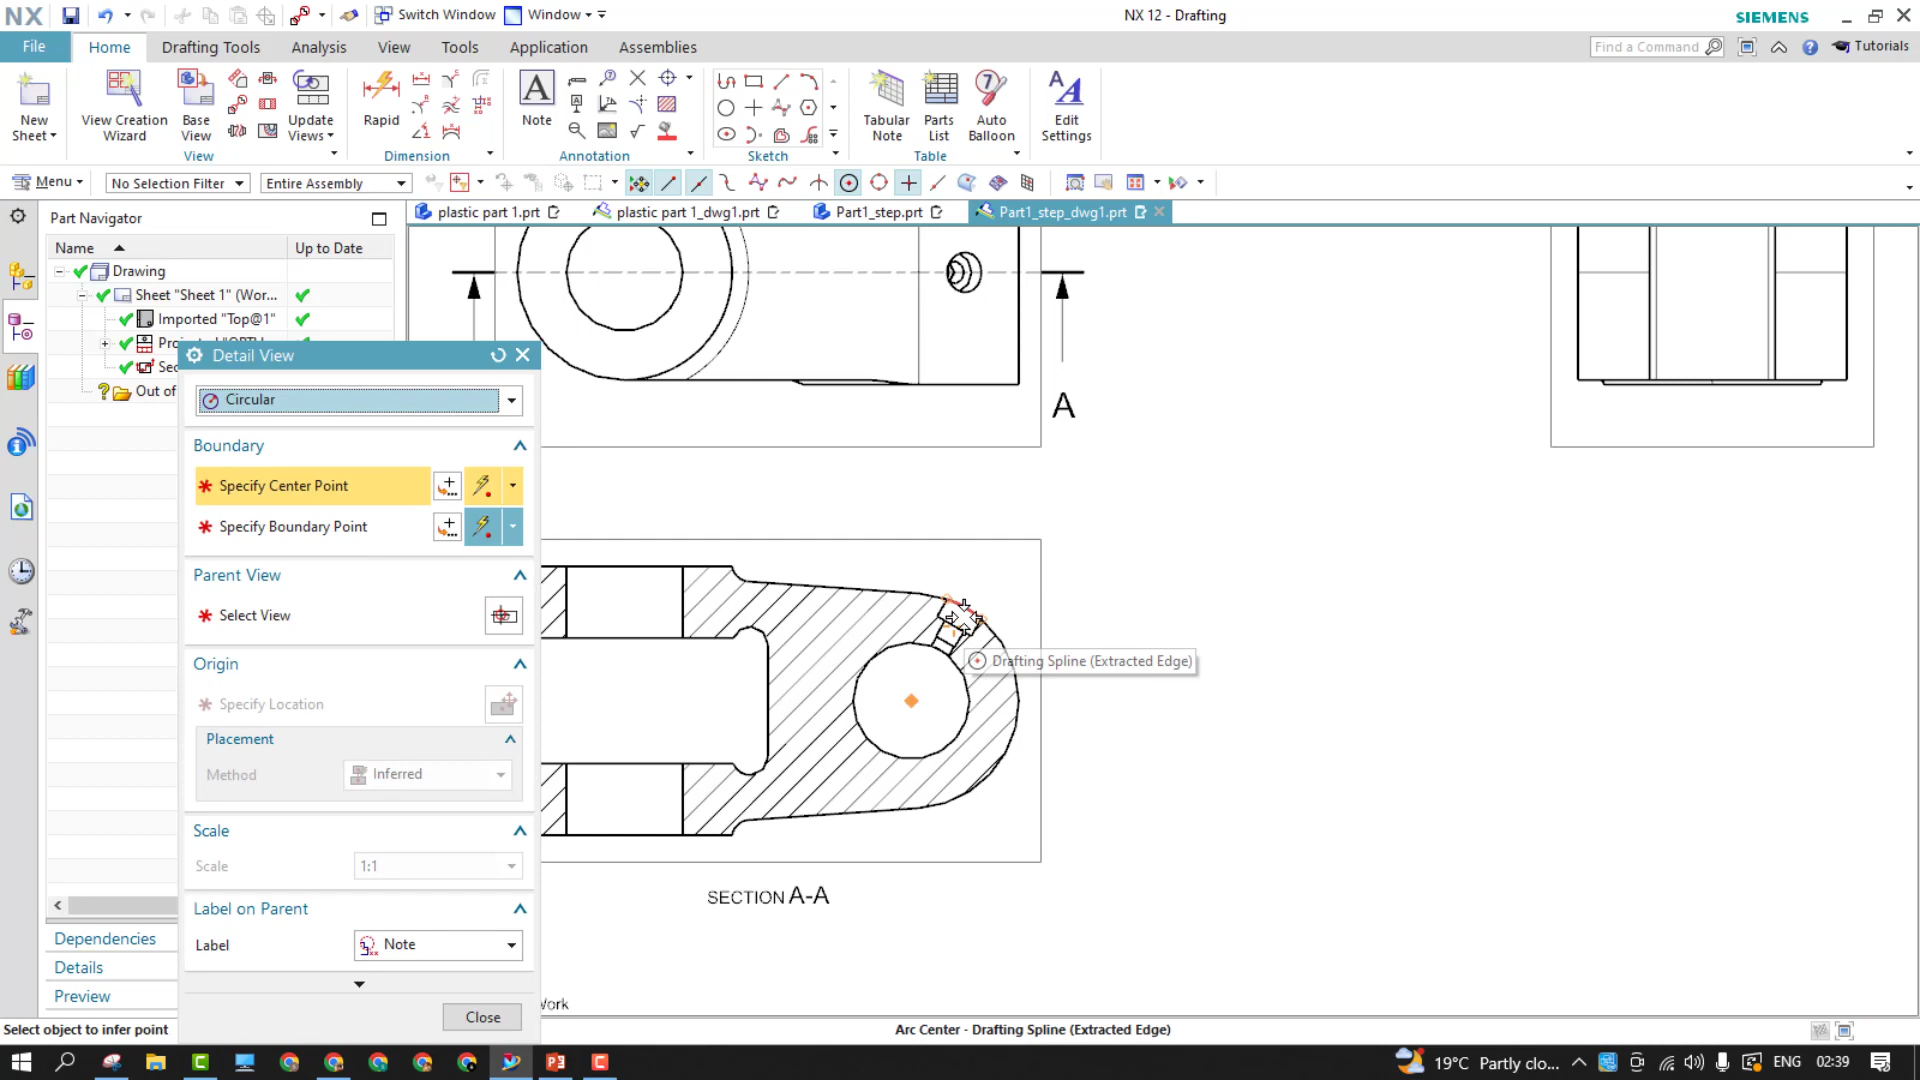 NX
Switch Window
Window
NX 12 - Drafting
SIEMENS
File
Home
Drafting Tools
Analysis
View
Tools
Application
Assemblies
Find a Command
Tutorials
New
Sheet
View Creation
Wizard
Base
View
Update
Views
View
Rapid
Dimension
Note
Annotation
Sketch
Tabular
Note
Parts
List
Auto
Balloon
Table
Edit
Settings
Menu
No Selection Filter
Entire Assembly
Part Navigator
plastic part 1.prt
plastic part 1_dwg1.prt
Part1_step.prt
Part1_step_dwg1.prt
Name
Up to Date
Drawing
Sheet "Sheet 1" (Wor...
Imported "Top@1"
Out of
Detail View
Circular
Boundary
Specify Center Point
Specify Boundary Point
Parent View
Select View
Origin
Specify Location
Placement
Method
Inferred
Scale
Scale
1:1
Label on Parent
Label
Note
Close
A
Drafting Spline (Extracted Edge)
SECTION A-A
Dependencies
Details
Preview
Select object to infer point
Arc Center - Drafting Spline (Extracted Edge)
19°C Partly clo...
ENG
02:39